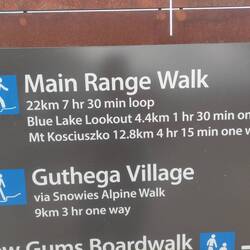 Main Range Walk
22km 7 hr 30 min loop
Blue Lake Lookout 4.4km 1 hr 30 min on
Mt Kosciuszko 12.8km 4 hr 15 min one w
Guthega Village
via Snowies Alpine Walk
9km 3 hr one way
Gums Boardwalk